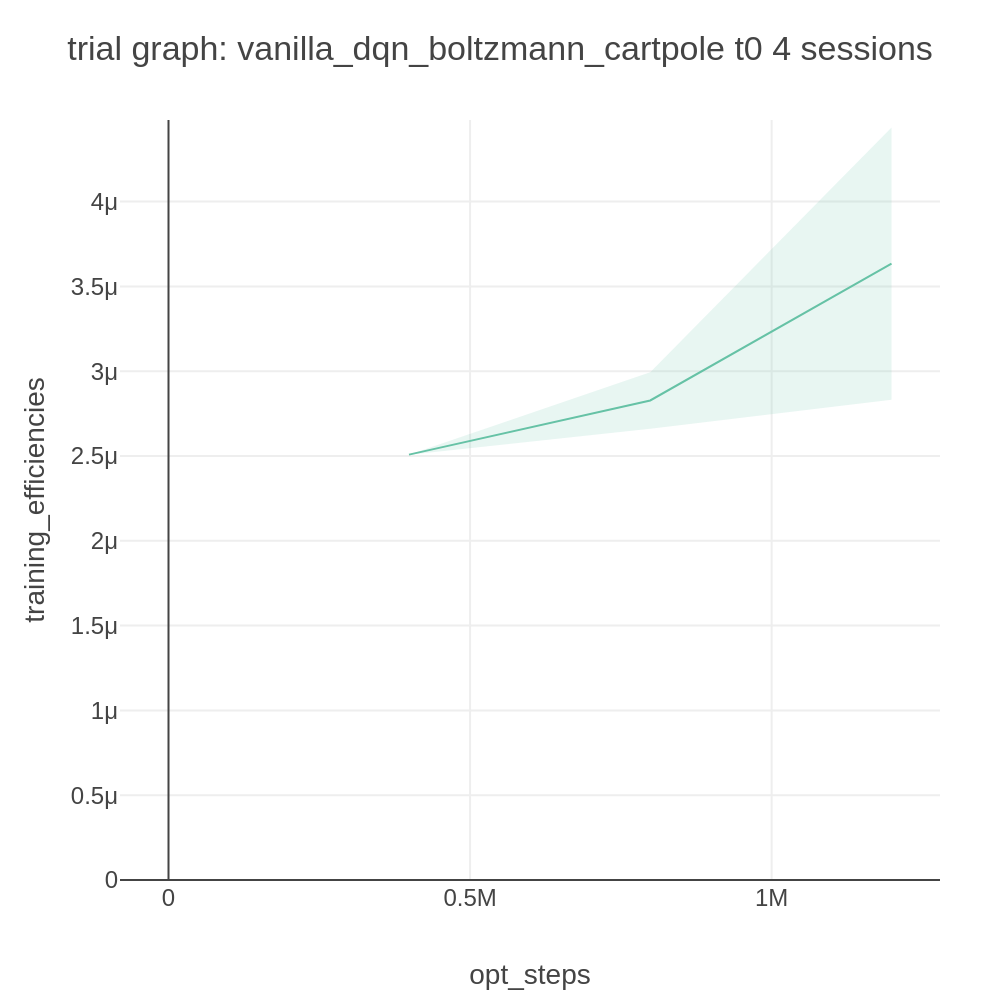 trial graph: vanilla_dqn_boltzmann_cartpole t0 4 sessions
4μ
3.5μ
3μ
2.5μ
2μ
1.5μ
1μ
0.5μ
0
training_efficiencies
0
0.5M
1M
opt_steps